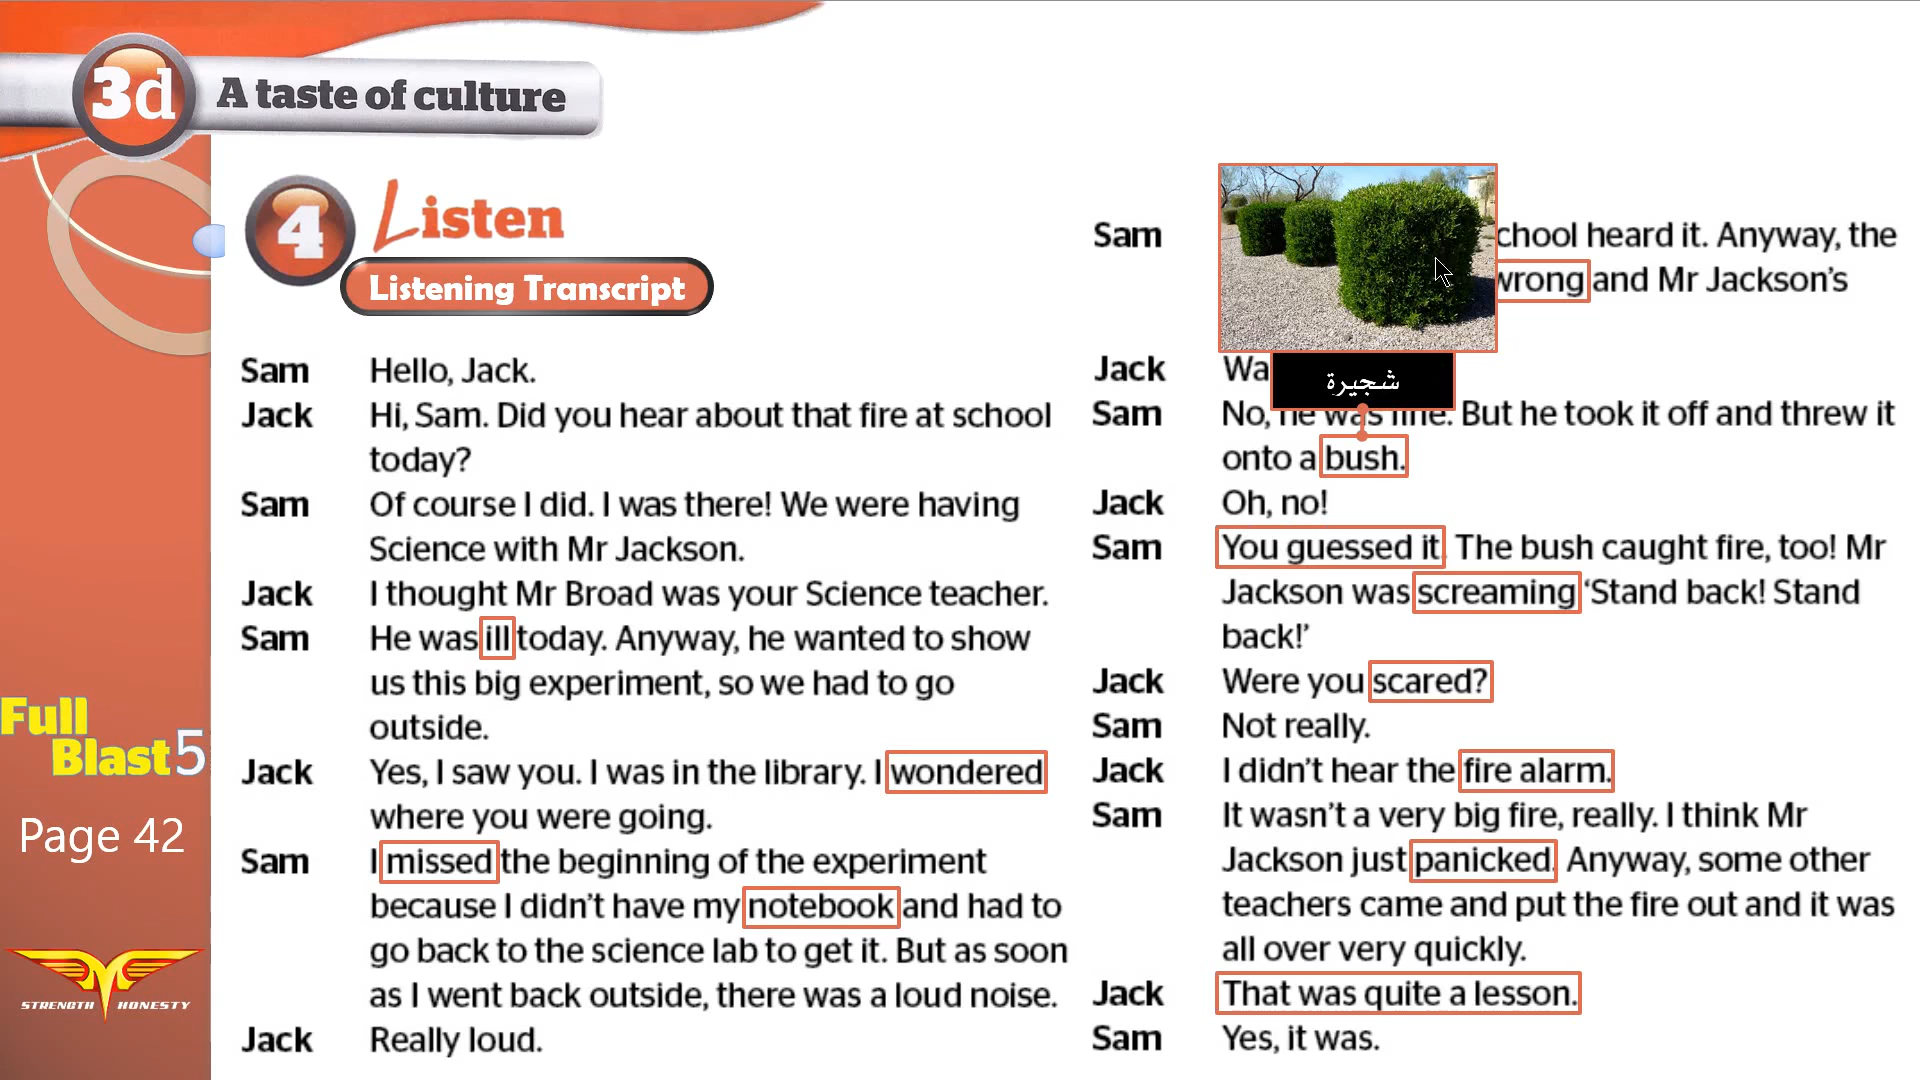 3d A taste of culture
4 Listen
Listening Transcript
Sam Hello, Jack.
Jack Hi, Sam. Did you hear about that fire at school
today?
Sam Of course I did. I was there! We were having
Science with Mr Jackson.
Jack I thought Mr Broad was your Science teacher.
Sam He was ill today. Anyway, he wanted to show
us this big experiment, so we had to go
outside.
Jack Yes, I saw you. I was in the library. I wondered
where you were going.
Sam I missed the beginning of the experiment
because I didn't have my notebook and had to
go back to the science lab to get it. But as soon
as I went back outside, there was a loud noise.
Jack Really loud.
Sam school heard it. Anyway, the
wrong and Mr Jackson's
Jack Wa
شجيرة
Sam No, he was fine. But he took it off and threw it
onto a bush.
Jack Oh, no!
Sam You guessed it. The bush caught fire, too! Mr
Jackson was screaming 'Stand back! Stand
back!'
Jack Were you scared?
Sam Not really.
Jack I didn't hear the fire alarm.
Sam It wasn't a very big fire, really. I think Mr
Jackson just panicked. Anyway, some other
teachers came and put the fire out and it was
all over very quickly.
Jack That was quite a lesson.
Sam Yes, it was.
Full
Blast 5
Page 42
STRENGTH HONESTY